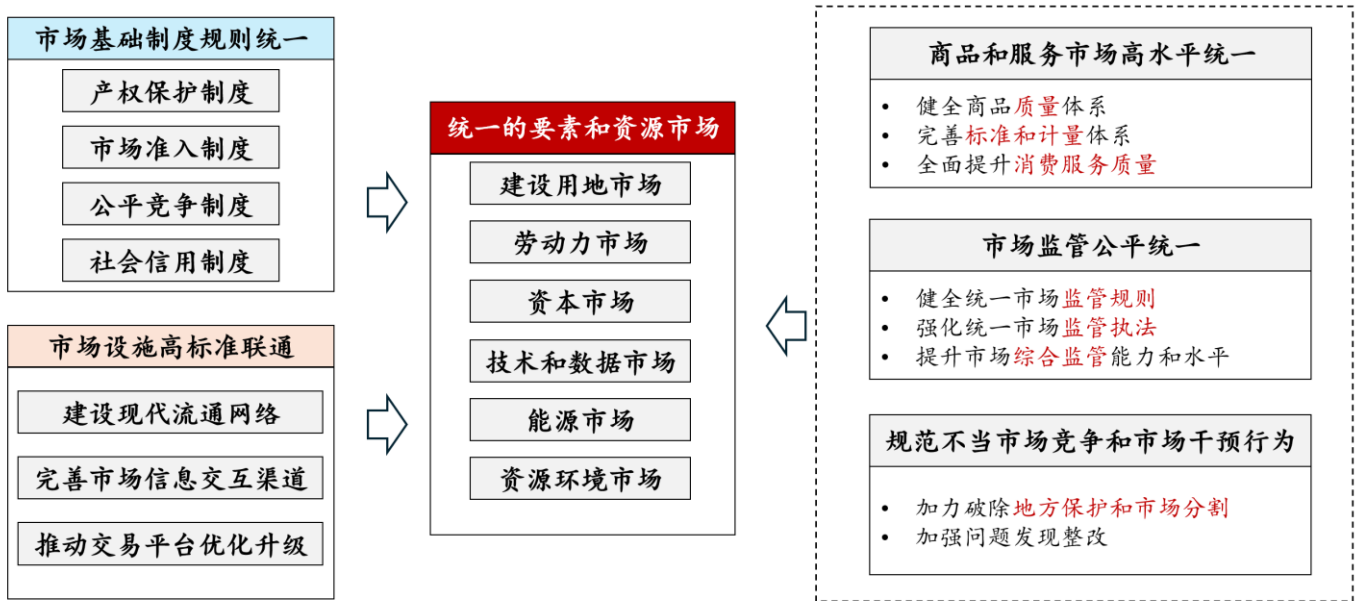 市场基础制度规则统一
产权保护制度
市场准入制度
公平竞争制度
社会信用制度
市场设施高标准联通
建设现代流通网络
完善市场信息交互渠道
推动交易平台优化升级
统一的要素和资源市场
建设用地市场
劳动力市场
资本市场
技术和数据市场
能源市场
资源环境市场
商品和服务市场高水平统一
• 健全商品质量体系
• 完善标准和计量体系
• 全面提升消费服务质量
市场监管公平统一
• 健全统一市场监管规则
• 强化统一市场监管执法
• 提升市场综合监管能力和水平
规范不当市场竞争和市场干预行为
• 加力破除地方保护和市场分割
• 加强问题发现整改